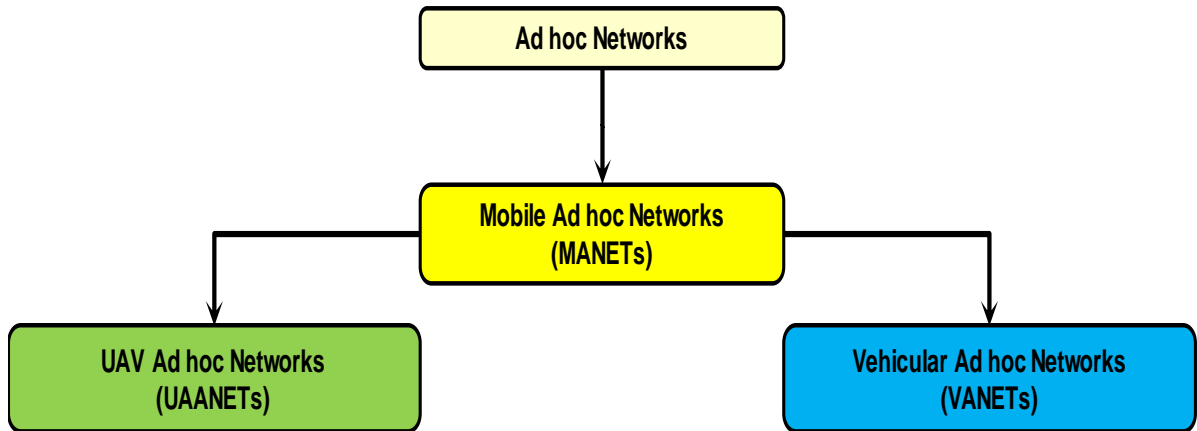 Ad hoc Networks
Mobile Ad hoc Networks
(MANETs)
UAV Ad hoc Networks
(UAANETs)
Vehicular Ad hoc Networks
(VANETs)